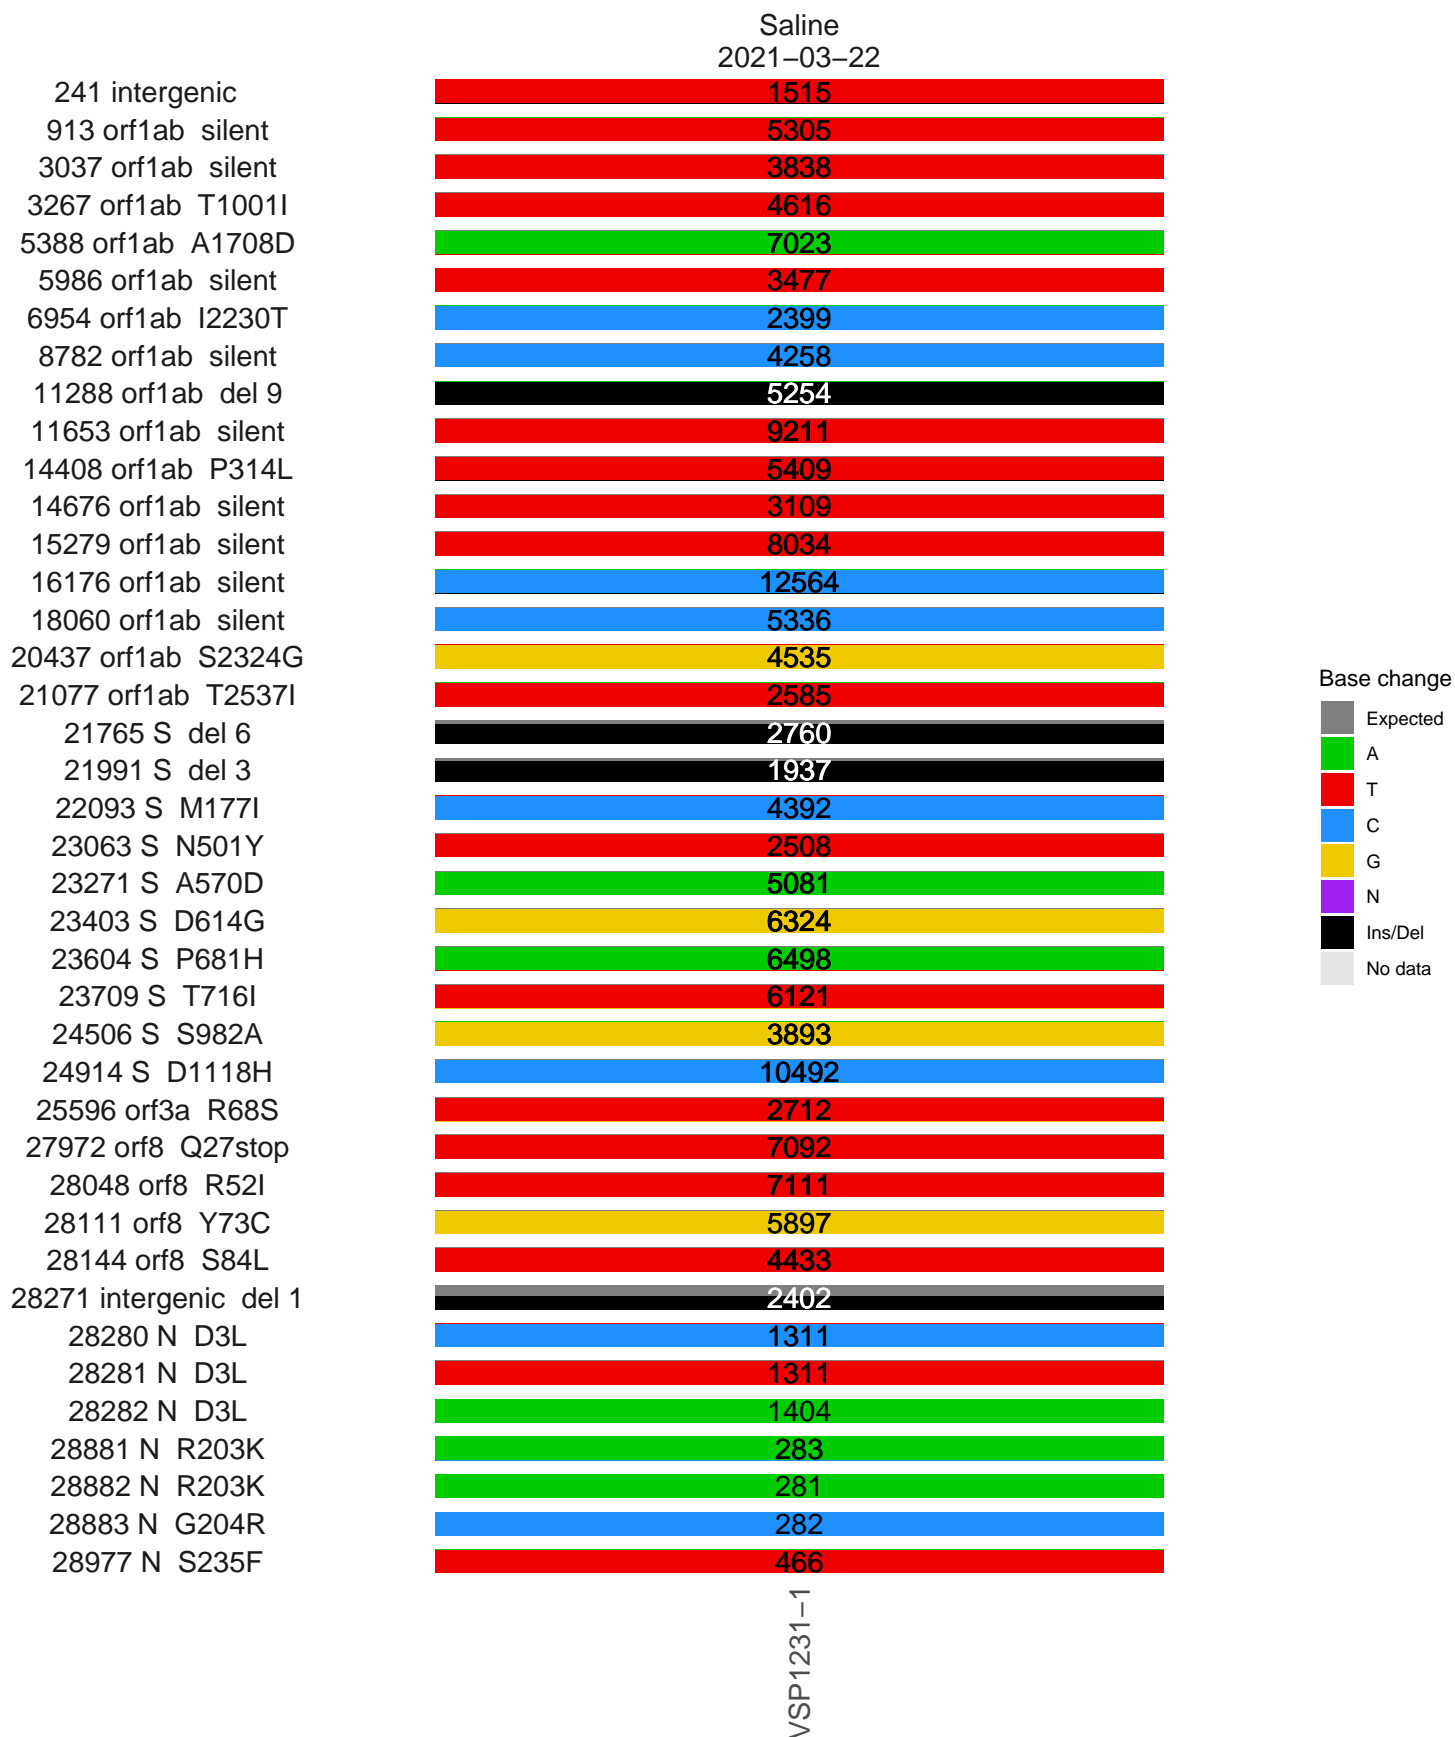 Saline
2021−03−22
241 intergenic 1515
913 orf1ab silent 5305
3037 orf1ab silent 3838
3267 orf1ab T1001I 4616
5388 orf1ab A1708D 7023
5986 orf1ab silent 3477
6954 orf1ab I2230T 2399
8782 orf1ab silent 4258
11288 orf1ab del 9 5254
11653 orf1ab silent 9211
14408 orf1ab P314L 5409
14676 orf1ab silent 3109
15279 orf1ab silent 8034
16176 orf1ab silent 12564
18060 orf1ab silent 5336
20437 orf1ab S2324G 4535
21077 orf1ab T2537I 2585
21765 S del 6 2760
21991 S del 3 1937
22093 S M177I 4392
23063 S N501Y 2508
23271 S A570D 5081
23403 S D614G 6324
23604 S P681H 6498
23709 S T716I 6121
24506 S S982A 3893
24914 S D1118H 10492
25596 orf3a R68S 2712
27972 orf8 Q27stop 7092
28048 orf8 R52I 7111
28111 orf8 Y73C 5897
28144 orf8 S84L 4433
28271 intergenic del 1 2402
28280 N D3L 1311
28281 N D3L 1311
28282 N D3L 1404
28881 N R203K 283
28882 N R203K 281
28883 N G204R 282
28977 N S235F 466
VSP1231−1
Base change
Expected
A
T
C
G
N
Ins/Del
No data